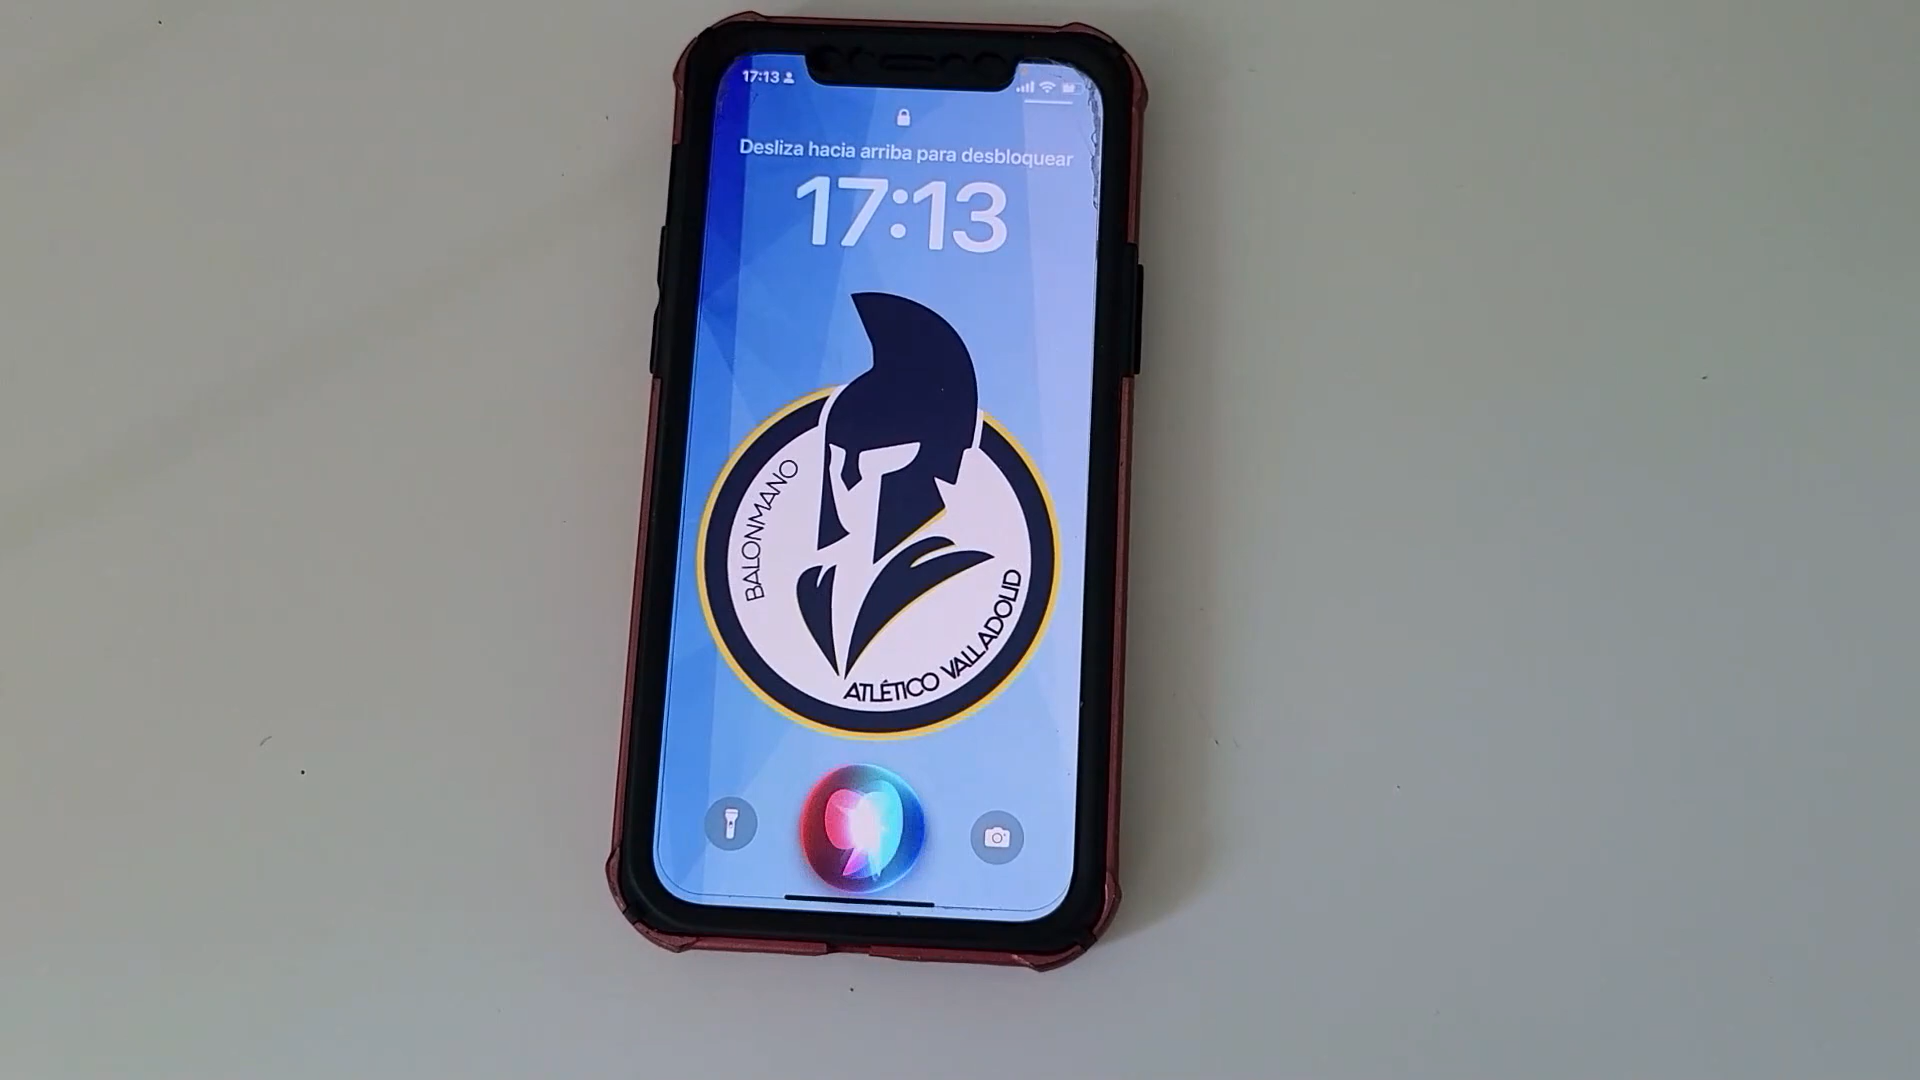 17:13
Desliza hacia arriba para desbloquear
17:13
BALONMANO
ATLÉTICO VALLADOLID